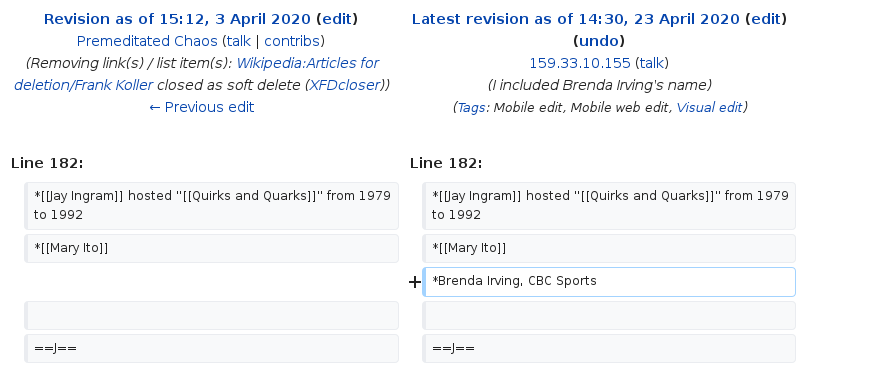 Revision as of 15:12, 3 April 2020 (edit)
Premeditated Chaos (talk | contribs)
(Removing link(s) / list item(s): Wikipedia:Articles for
deletion/Frank Koller closed as soft delete (XFDcloser))
← Previous edit
Latest revision as of 14:30, 23 April 2020 (edit)
(undo)
159.33.10.155 (talk)
(I included Brenda Irving's name)
(Tags: Mobile edit, Mobile web edit, Visual edit)
Line 182:
Line 182:
*[[Jay Ingram]] hosted ''[[Quirks and Quarks]]'' from 1979
to 1992
*[[Jay Ingram]] hosted ''[[Quirks and Quarks]]'' from 1979
to 1992
*[[Mary Ito]]
*[[Mary Ito]]
+ *Brenda Irving, CBC Sports
==J==
==J==